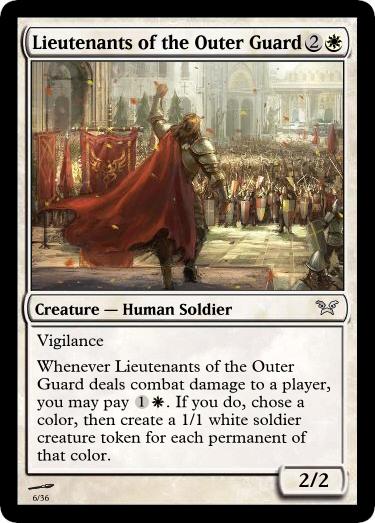 Lieutenants of the Outer Guard 2
Creature — Human Soldier
Vigilance
Whenever Lieutenants of the Outer
Guard deals combat damage to a player,
you may pay 1 . If you do, chose a
color, then create a 1/1 white soldier
creature token for each permanent of
that color.
2/2
6/36